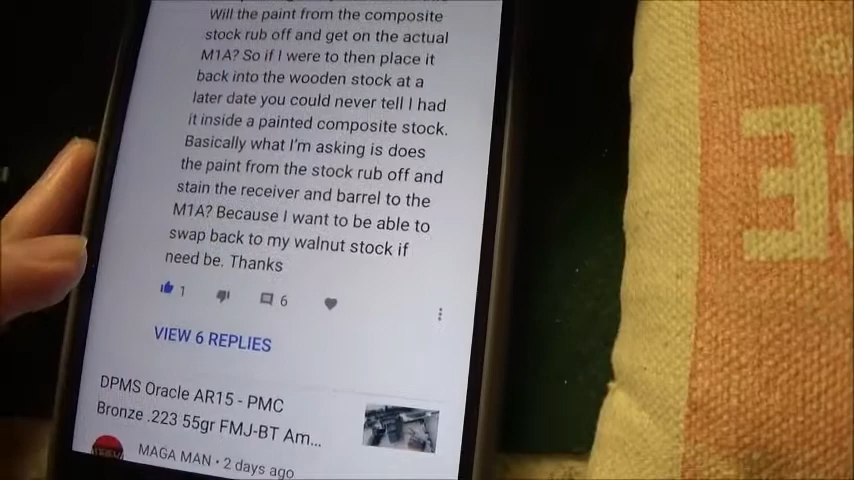 Will the paint from the composite
stock rub off and get on the actual
M1A? So if I were to then place it
back into the wooden stock at a
later date you could never tell I had
it inside a painted composite stock.
Basically what I'm asking is does
the paint from the stock rub off and
stain the receiver and barrel to the
M1A? Because I want to be able to
swap back to my walnut stock if
need be. Thanks
1
6
VIEW 6 REPLIES
DPMS Oracle AR15 - PMC
Bronze .223 55gr FMJ-BT Am...
MAGA MAN • 2 days ago